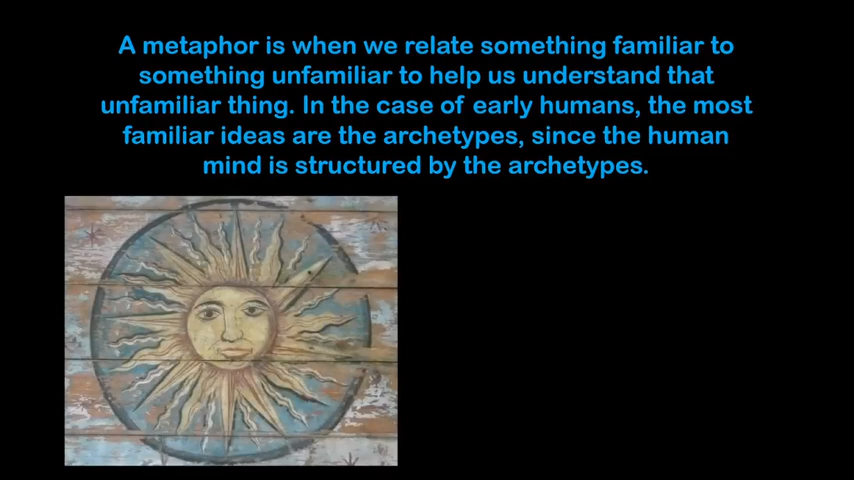 A metaphor is when we relate something familiar to
something unfamiliar to help us understand that
unfamiliar thing. In the case of early humans, the most
familiar ideas are the archetypes, since the human
mind is structured by the archetypes.